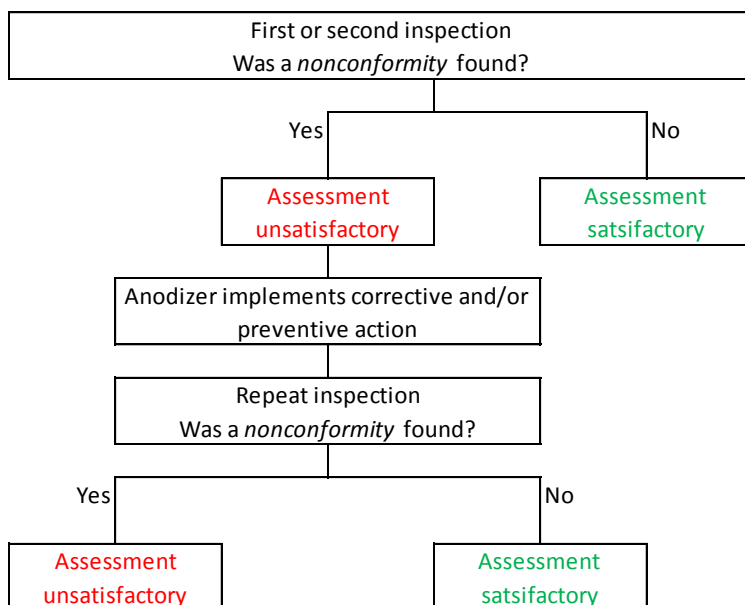 First or second inspection
Was a nonconformity found?
Yes
No
Assessment
unsatisfactory
Assessment
satsifactory
Anodizer implements corrective and/or
preventive action
Repeat inspection
Was a nonconformity found?
Yes
No
Assessment
unsatisfactory
Assessment
satsifactory